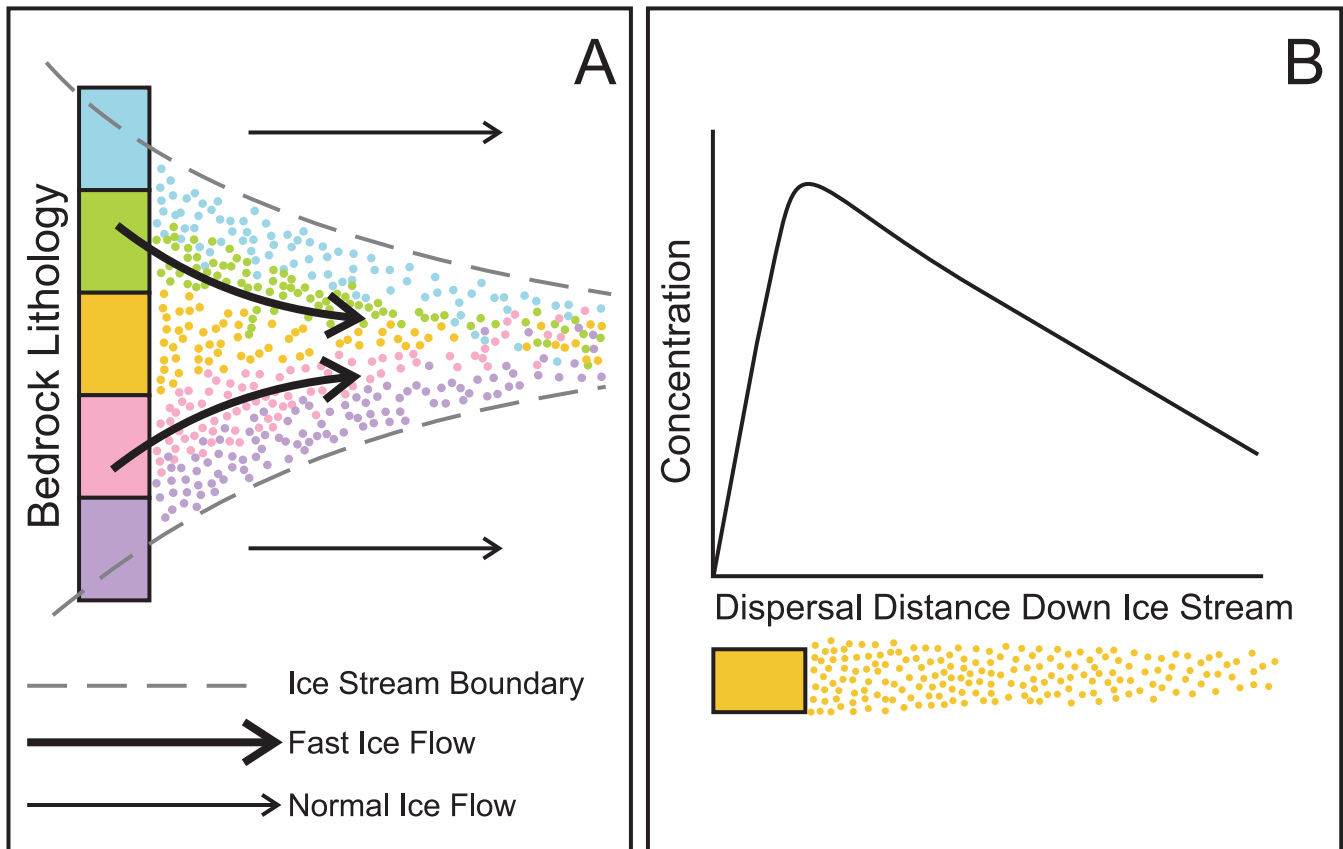 A
Bedrock Lithology
Ice Stream Boundary
Fast Ice Flow
Normal Ice Flow
B
Concentration
Dispersal Distance Down Ice Stream